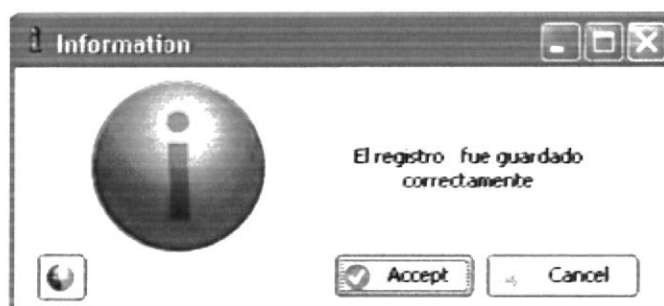 Information
El registro fue guardado
correctamente
Accept
Cancel